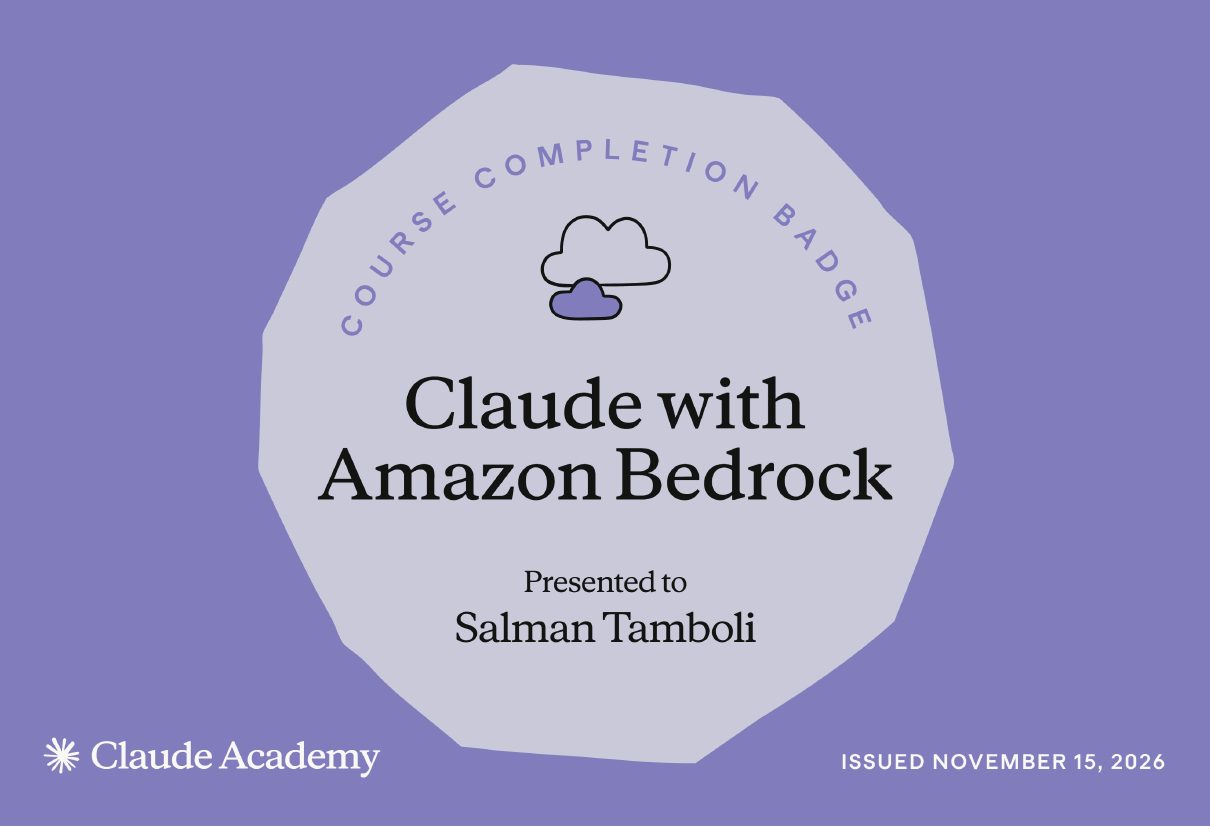 COURSE COMPLETION BADGE
Claude with
Amazon Bedrock
Presented to
Salman Tamboli
Claude Academy
ISSUED NOVEMBER 15, 2026